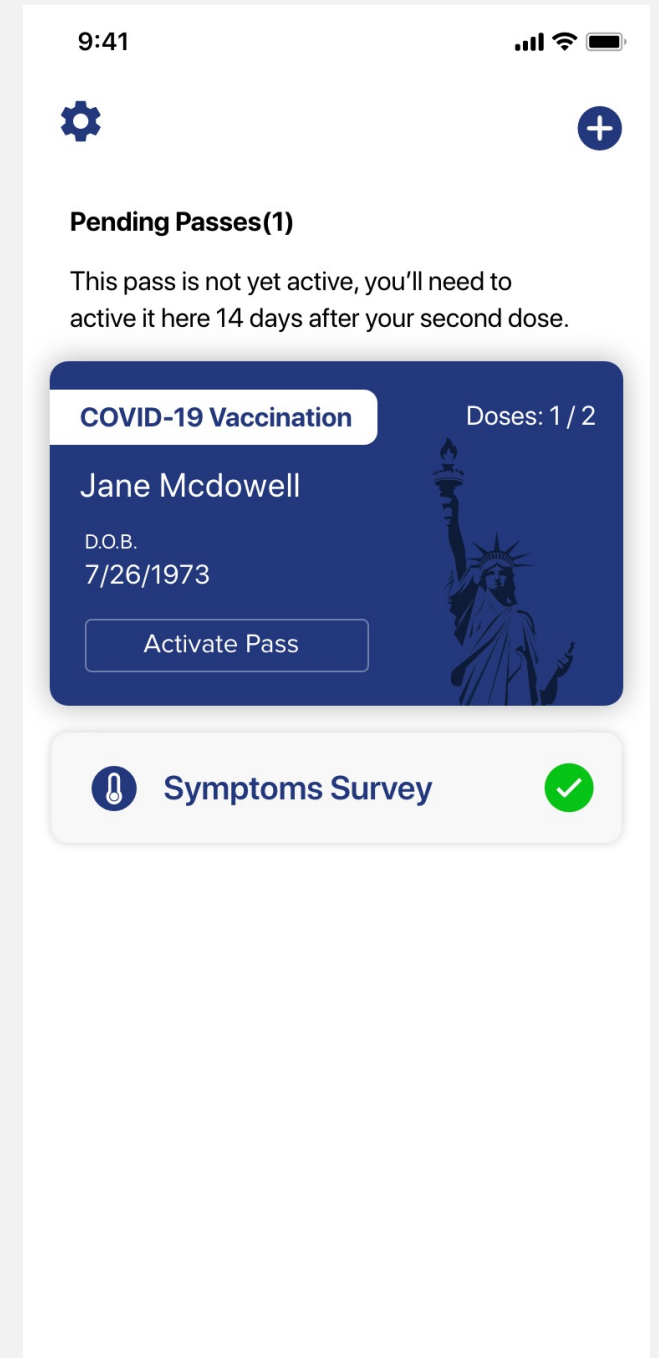 9:41
Pending Passes(1)
This pass is not yet active, you’ll need to
active it here 14 days after your second dose.
COVID-19 Vaccination
Doses: 1 / 2
Jane Mcdowell
D.O.B.
7/26/1973
Activate Pass
Symptoms Survey